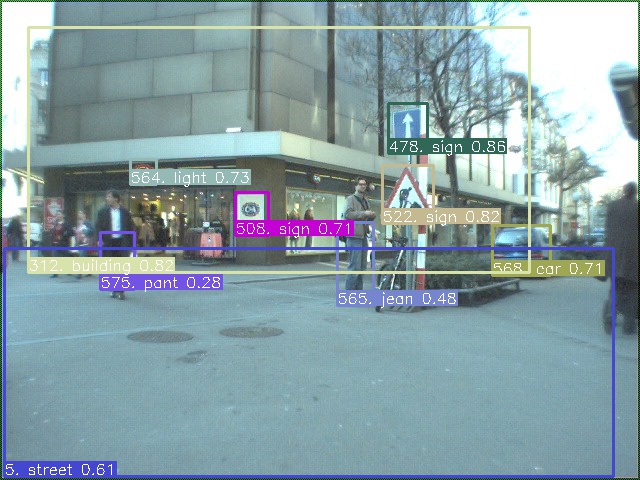 478. sign 0.86
564. light 0.73
522. sign 0.82
508. sign 0.71
312. building 0.82
568. car 0.71
575. pant 0.28
565. jean 0.48
5. street 0.61